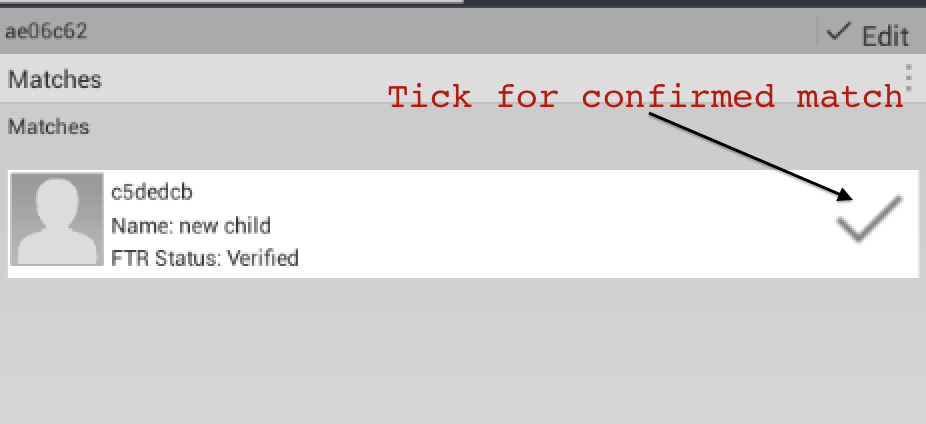 ae06c62
Edit
Matches
Tick for confirmed match
Matches
c5dedcb
Name: new child
FTR Status: Verified